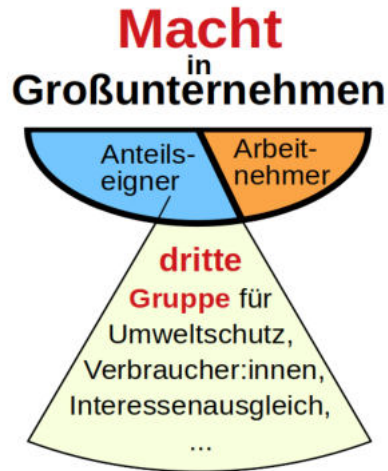 Macht
in
Großunternehmen
Anteils-
eigner
Arbeit-
nehmer
dritte
Gruppe für
Umweltschutz,
Verbraucher:innen,
Interessenausgleich,
...